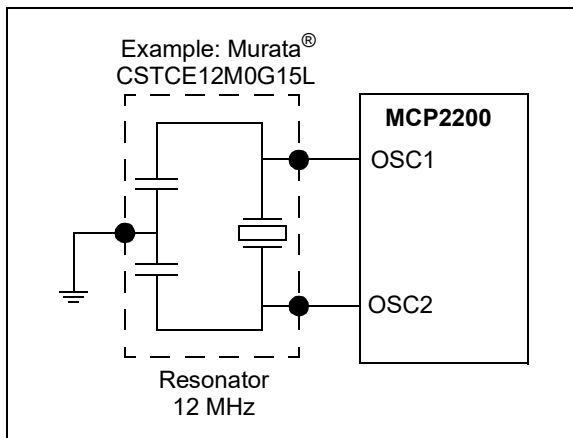 Example: Murata®
CSTCE12M0G15L
MCP2200
OSC1
OSC2
Resonator
12 MHz